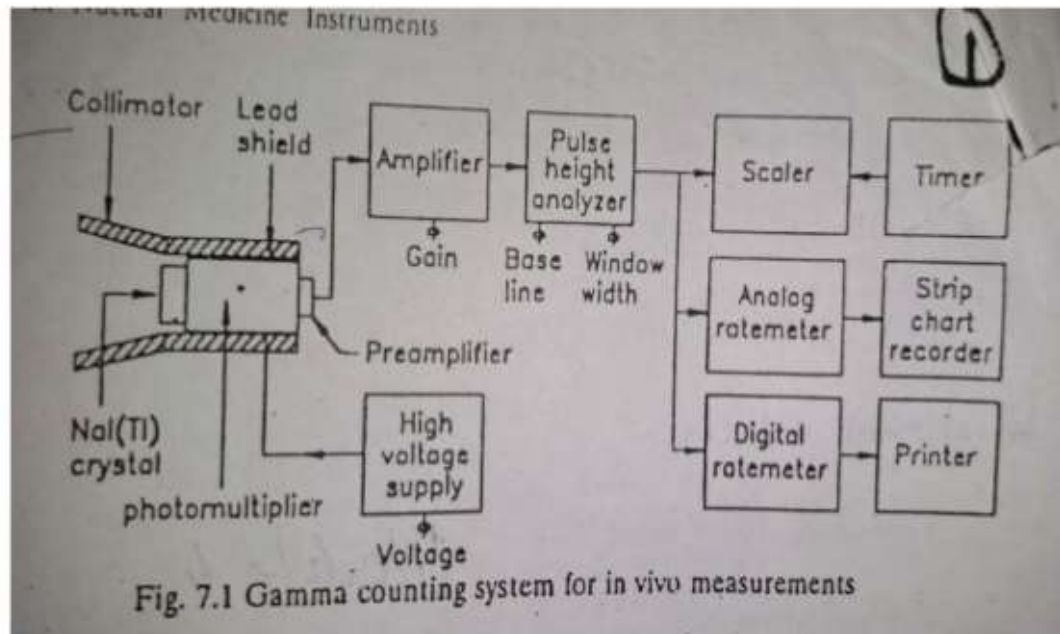 Nuclear Medicine Instruments
Collimator
Lead
shield
Amplifier
Pulse
height
analyzer
Scaler
Timer
Gain
Base
line
Window
width
Analog
ratemeter
Strip
chart
recorder
Preamplifier
NaI(Tl)
crystal
photomultiplier
High
voltage
supply
Digital
ratemeter
Printer
Voltage
Fig. 7.1 Gamma counting system for in vivo measurements